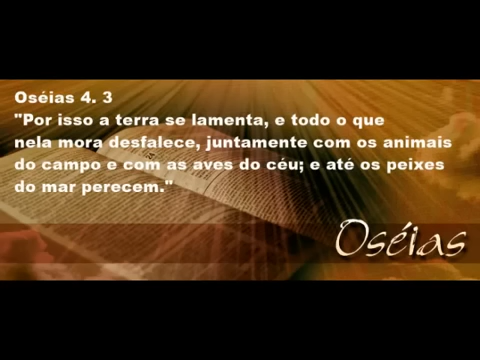 Oséias 4. 3
"Por isso a terra se lamenta, e todo o que
nela mora desfalece, juntamente com os animais
do campo e com as aves do céu; e até os peixes
do mar perecem."
Oséias